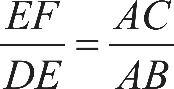 EF/DE = AC/AB